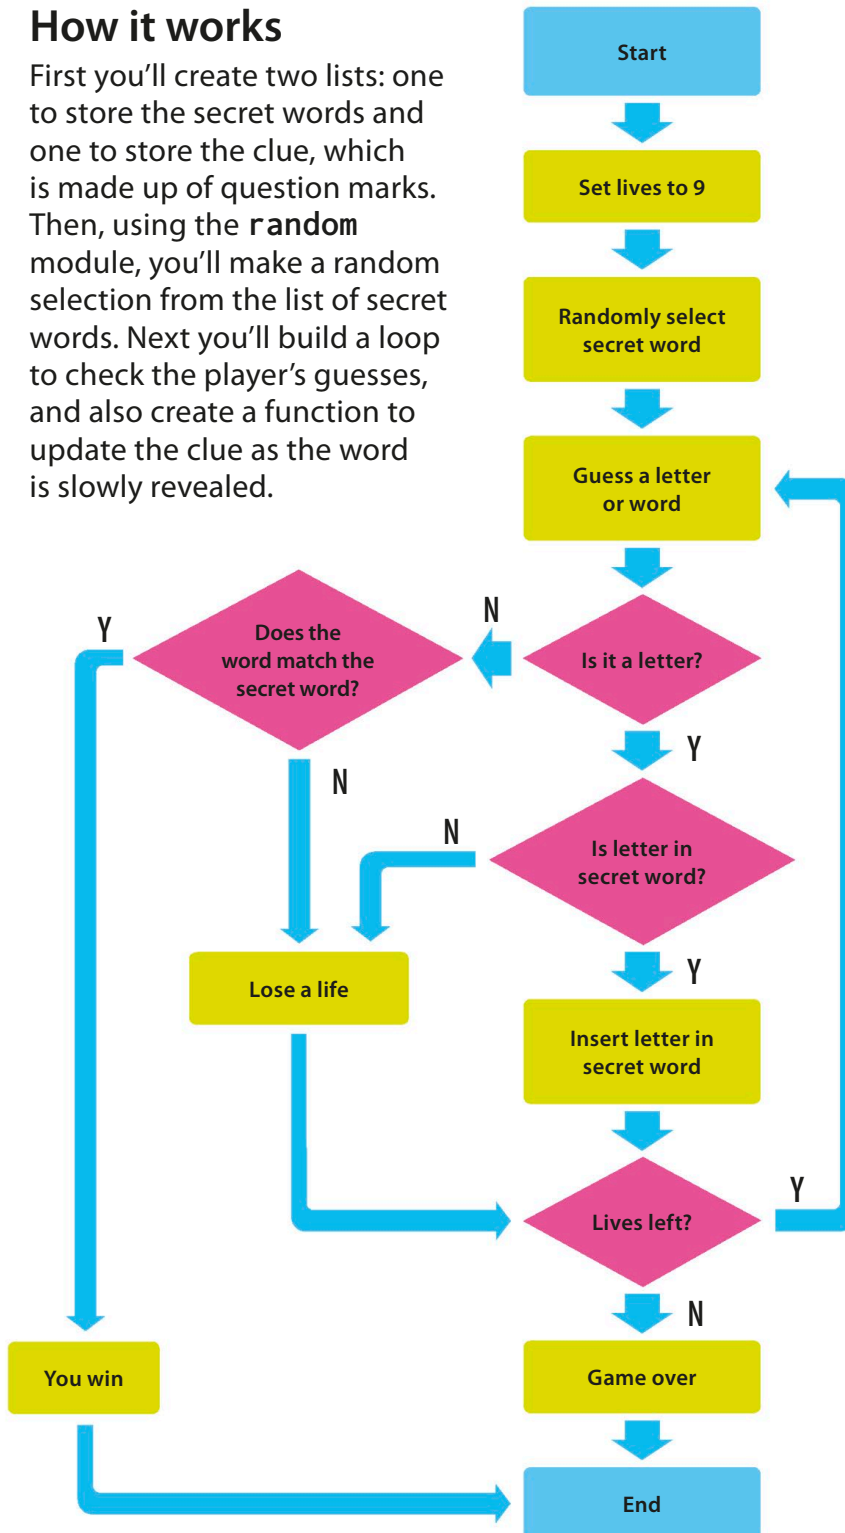 How it works
First you’ll create two lists: one
to store the secret words and
one to store the clue, which
is made up of question marks.
Then, using the random
module, you’ll make a random
selection from the list of secret
words. Next you’ll build a loop
to check the player’s guesses,
and also create a function to
update the clue as the word
is slowly revealed.
Start
Set lives to 9
Randomly select
secret word
Guess a letter
or word
Is it a letter?
N
Does the
word match the
secret word?
Y
N
Y
Is letter in
secret word?
N
Lose a life
Y
Insert letter in
secret word
Lives left?
Y
N
You win
Game over
End